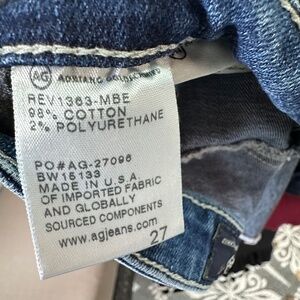 AG ADRIANO GOLDSCHMIED
REV1363-MBE
98% COTTON
2% POLYURETHANE
PO#AG-27096
BW15133
MADE IN U.S.A
OF IMPORTED FABRIC
AND GLOBALLY
SOURCED COMPONENTS
www.agjeans.com
27